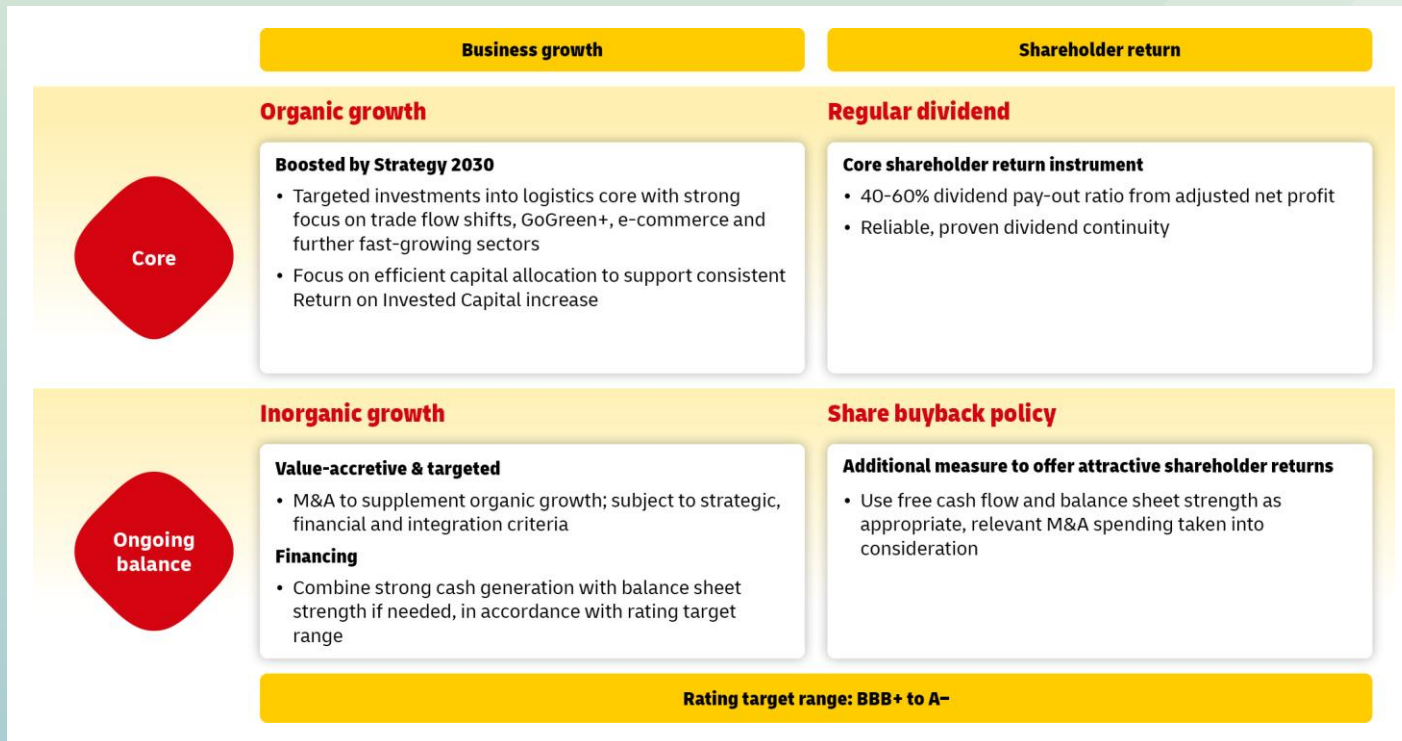 Business growth
Shareholder return
Organic growth
Regular dividend
Core
Boosted by Strategy 2030
• Targeted investments into logistics core with strong
focus on trade flow shifts, GoGreen+, e-commerce and
further fast-growing sectors
• Focus on efficient capital allocation to support consistent
Return on Invested Capital increase
Core shareholder return instrument
• 40-60% dividend pay-out ratio from adjusted net profit
• Reliable, proven dividend continuity
Inorganic growth
Share buyback policy
Ongoing
balance
Value-accretive & targeted
• M&A to supplement organic growth; subject to strategic,
financial and integration criteria
Financing
• Combine strong cash generation with balance sheet
strength if needed, in accordance with rating target
range
Additional measure to offer attractive shareholder returns
• Use free cash flow and balance sheet strength as
appropriate, relevant M&A spending taken into
consideration
Rating target range: BBB+ to A–